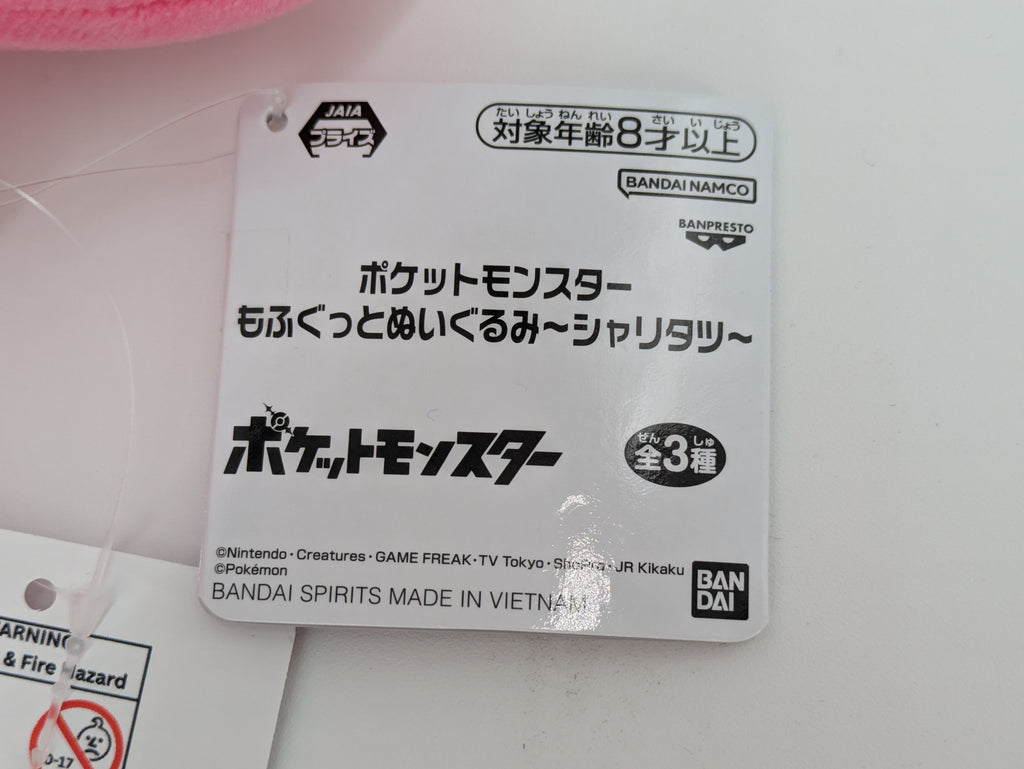 JAIA
プライズ
たいしょうねんれい さい いじょう
対象年齢8才以上
BANDAI NAMCO
BANPRESTO
ポケットモンスター
もふぐっとぬいぐるみ～シャリタツ～
ポケットモンスター
ぜん しゅ
全3種
©Nintendo・Creatures・GAME FREAK・TV Tokyo・ShoPro・JR Kikaku
©Pokémon
BANDAI SPIRITS MADE IN VIETNAM
BAN
DAI
& Fire